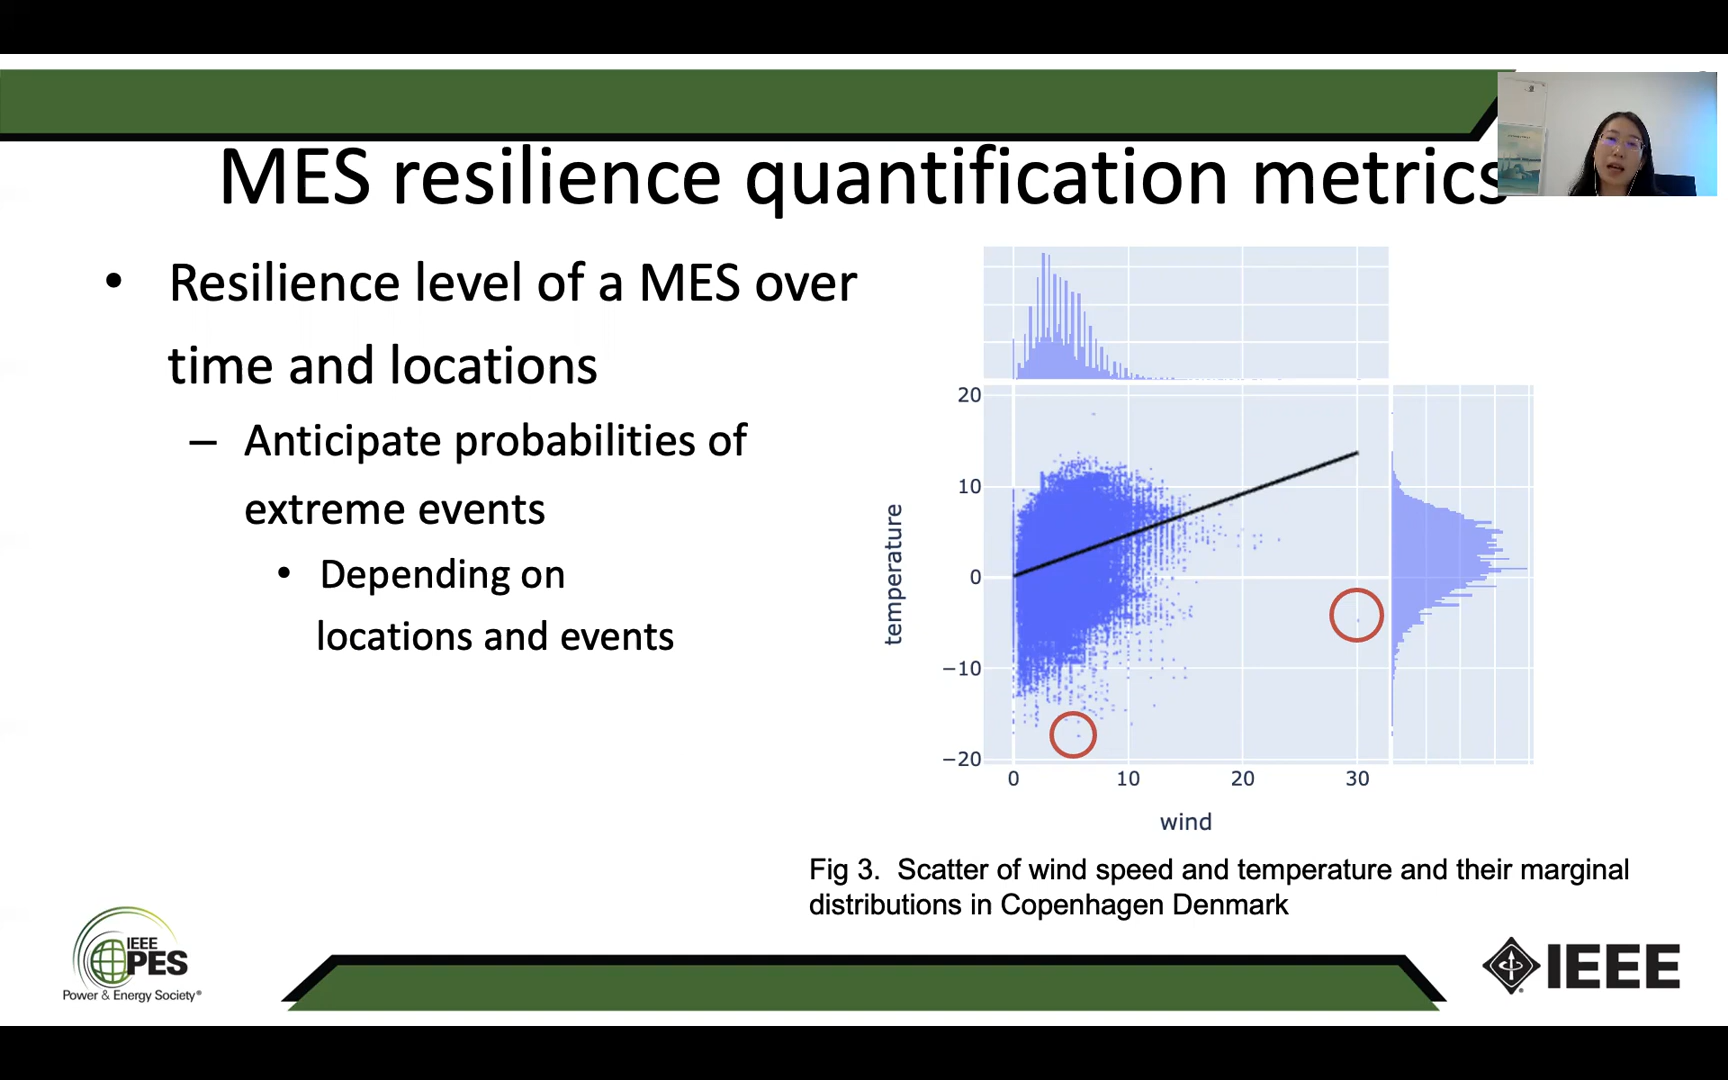 MES resilience quantification metrics
• Resilience level of a MES over
time and locations
– Anticipate probabilities of
extreme events
• Depending on
locations and events
20
10
0
−10
−20
temperature
0 10 20 30
wind
Fig 3. Scatter of wind speed and temperature and their marginal
distributions in Copenhagen Denmark
IEEE
PES
Power & Energy Society®
IEEE